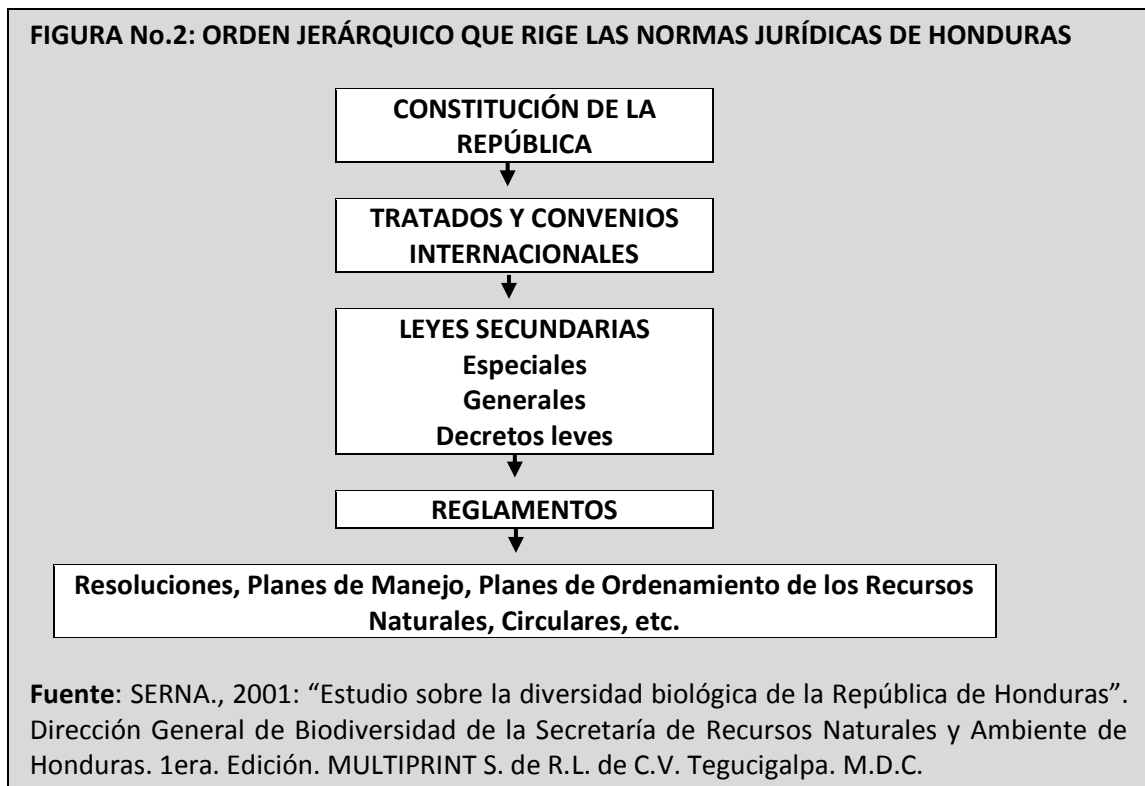 FIGURA No.2: ORDEN JERÁRQUICO QUE RIGE LAS NORMAS JURÍDICAS DE HONDURAS
CONSTITUCIÓN DE LA
REPÚBLICA
TRATADOS Y CONVENIOS
INTERNACIONALES
LEYES SECUNDARIAS
Especiales
Generales
Decretos leves
REGLAMENTOS
Resoluciones, Planes de Manejo, Planes de Ordenamiento de los Recursos
Naturales, Circulares, etc.
Fuente: SERNA., 2001: “Estudio sobre la diversidad biológica de la República de Honduras”.
Dirección General de Biodiversidad de la Secretaría de Recursos Naturales y Ambiente de
Honduras. 1era. Edición. MULTIPRINT S. de R.L. de C.V. Tegucigalpa. M.D.C.